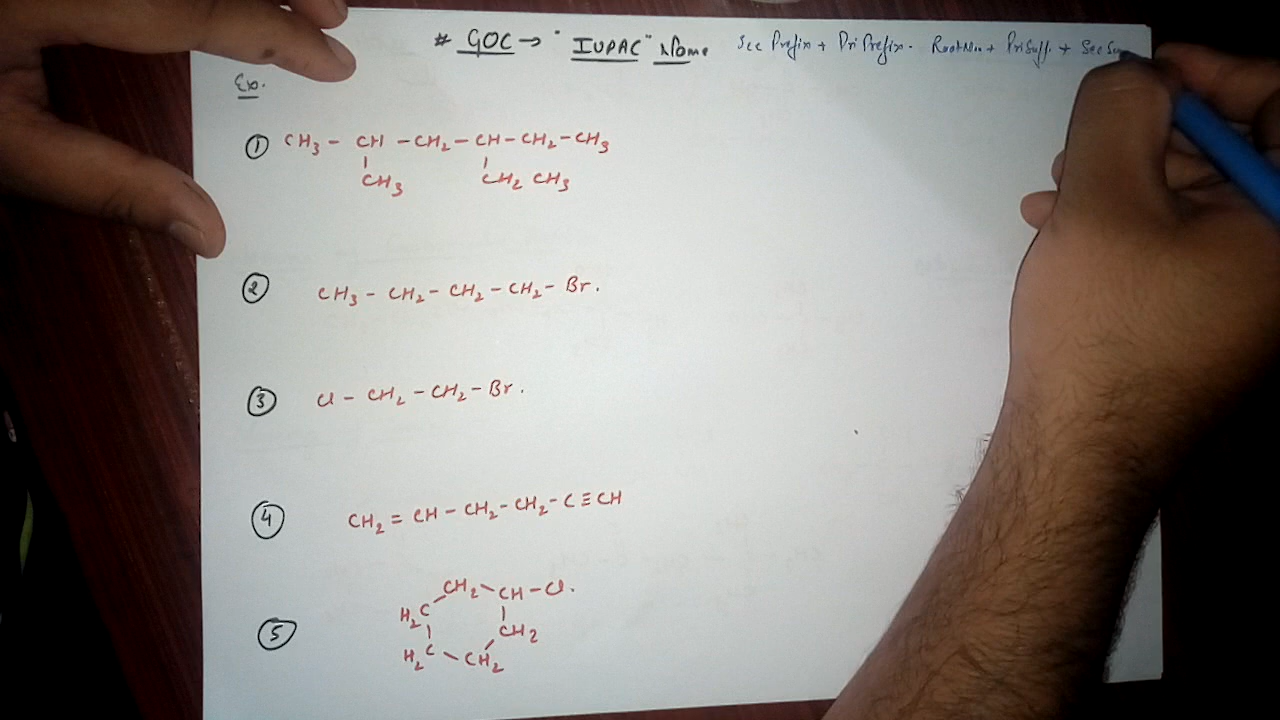 # GOC → "IUPAC" Name Sec Prefix + Pri Prefix. + Pri Suff. + Sec
Ex.
① CH₃ - CH - CH₂ - CH - CH₂ - CH₃
CH₃ CH₂ CH₃
② CH₃ - CH₂ - CH₂ - CH₂ - Br.
③ Cl - CH₂ - CH₂ - Br.
④ CH₂ = CH - CH₂ - CH₂ - C ≡ CH
CH₂ CH - Cl.
H₂C
⑤ CH₂
H₂C CH₂